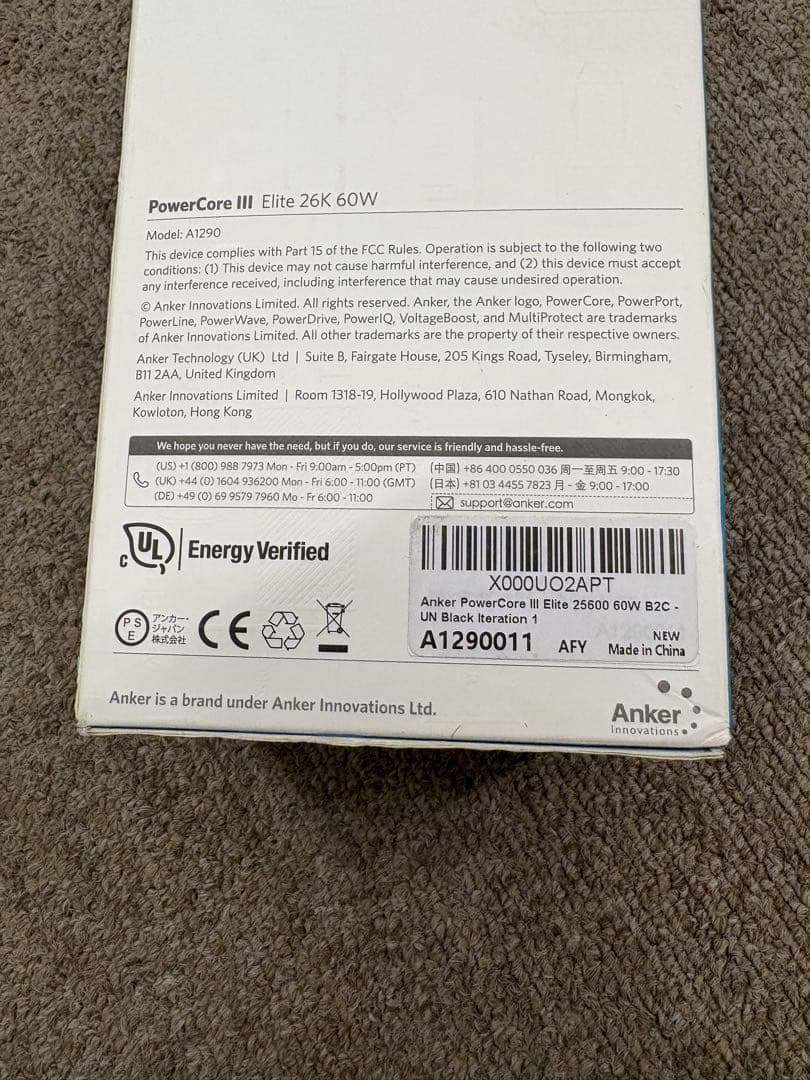 PowerCore III Elite 26K 60W
Model: A1290
This device complies with Part 15 of the FCC Rules. Operation is subject to the following two
conditions: (1) This device may not cause harmful interference, and (2) this device must accept
any interference received, including interference that may cause undesired operation.
© Anker Innovations Limited. All rights reserved. Anker, the Anker logo, PowerCore, PowerPort,
PowerLine, PowerWave, PowerDrive, PowerIQ, VoltageBoost, and MultiProtect are trademarks
of Anker Innovations Limited. All other trademarks are the property of their respective owners.
Anker Technology (UK) Ltd | Suite B, Fairgate House, 205 Kings Road, Tyseley, Birmingham,
B11 2AA, United Kingdom
Anker Innovations Limited | Room 1318-19, Hollywood Plaza, 610 Nathan Road, Mongkok,
Kowloton, Hong Kong
We hope you never have the need, but if you do, our service is friendly and hassle-free.
(US) +1 (800) 988 7973 Mon - Fri 9:00am - 5:00pm (PT)
(UK) +44 (0) 1604 936200 Mon - Fri 6:00 - 11:00 (GMT)
(DE) +49 (0) 69 9579 7960 Mo - Fr 6:00 - 11:00
(中国) +86 400 0550 036 周一至周五 9:00 - 17:30
(日本) +81 03 4455 7823 月 - 金 9:00 - 17:00
support@anker.com
c UL Energy Verified
X000UO2APT
Anker PowerCore III Elite 25600 60W B2C -
UN Black Iteration 1
A1290011 AFY NEW
Made in China
PSE
アンカー・
ジャパン
株式会社
CE
Anker is a brand under Anker Innovations Ltd.
Anker
Innovations